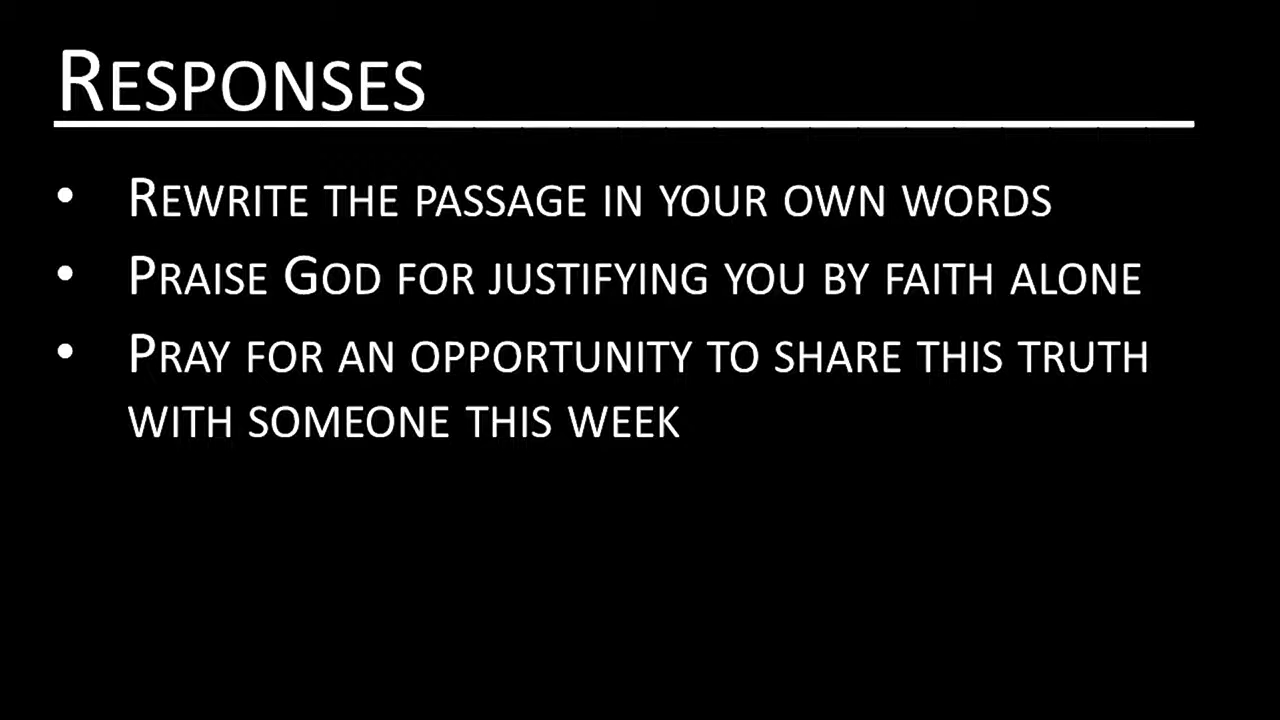 Responses
• Rewrite the passage in your own words
• Praise God for justifying you by faith alone
• Pray for an opportunity to share this truth
with someone this week